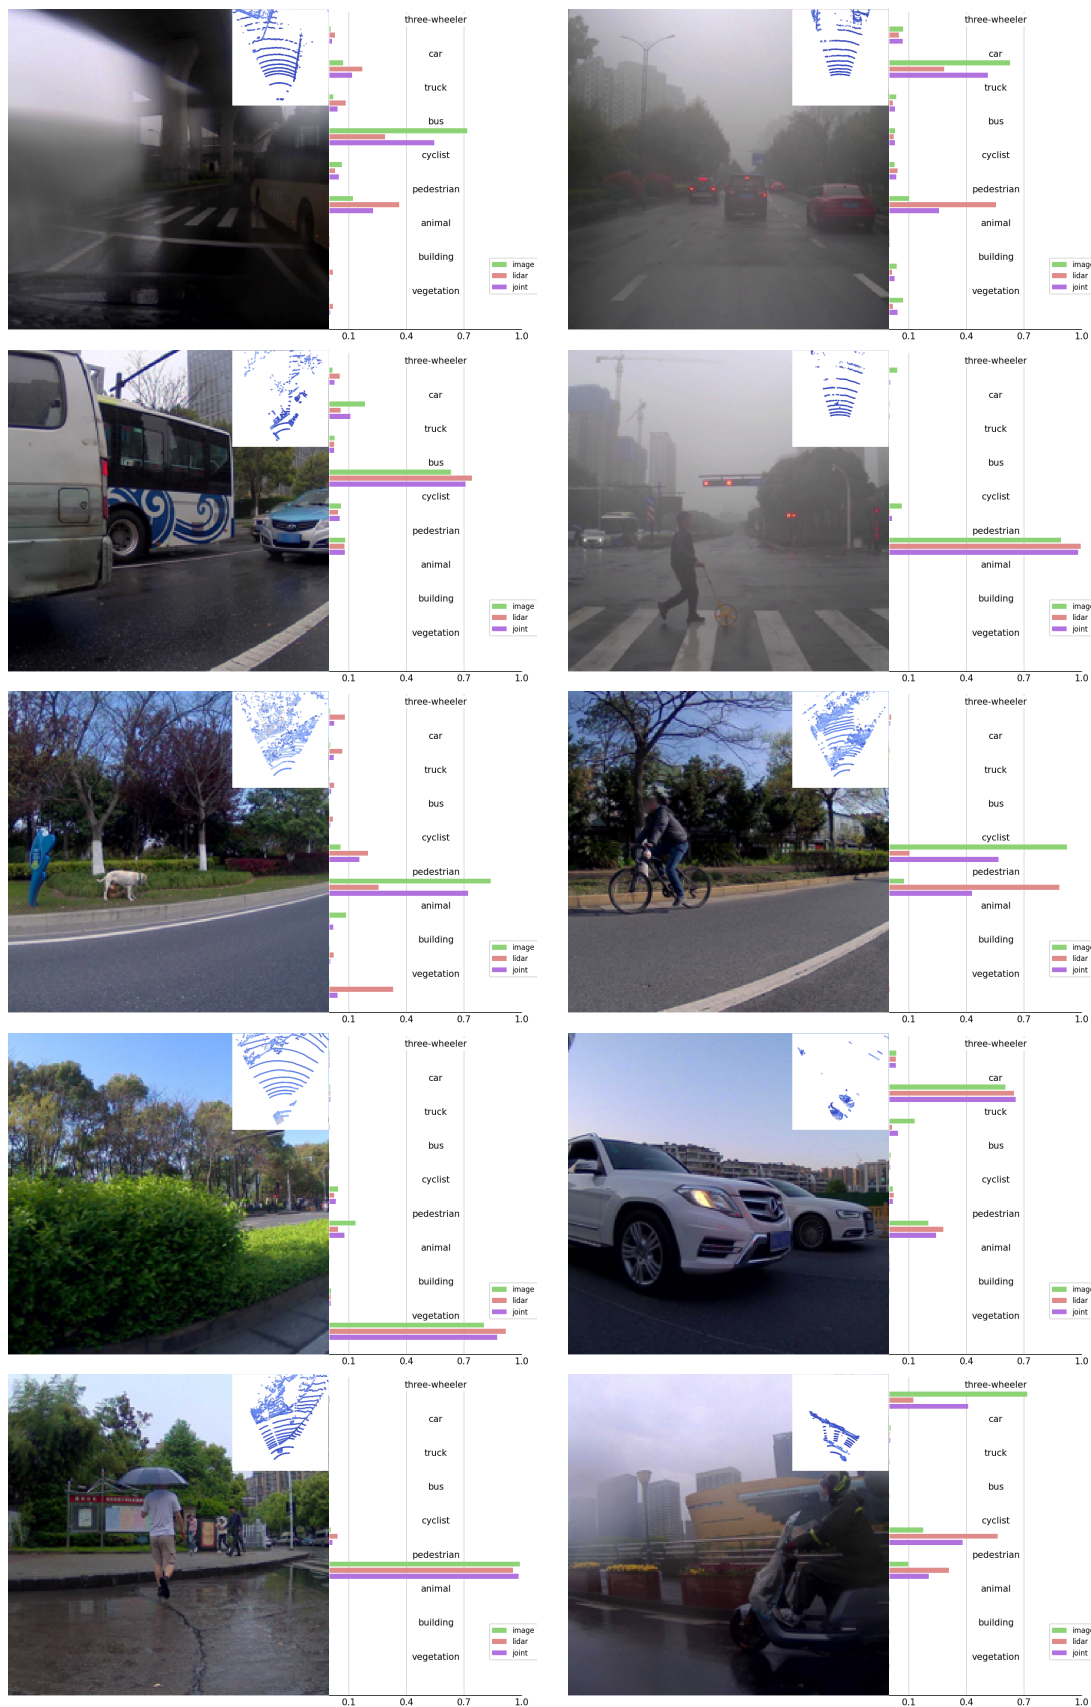 three-wheeler
car
truck
bus
cyclist
pedestrian
animal
building
vegetation
image
lidar
joint
0.1 0.4 0.7 1.0
three-wheeler
car
truck
bus
cyclist
pedestrian
animal
building
vegetation
image
lidar
joint
0.1 0.4 0.7 1.0
three-wheeler
car
truck
bus
cyclist
pedestrian
animal
building
vegetation
image
lidar
joint
0.1 0.4 0.7 1.0
three-wheeler
car
truck
bus
cyclist
pedestrian
animal
building
vegetation
image
lidar
joint
0.1 0.4 0.7 1.0
three-wheeler
car
truck
bus
cyclist
pedestrian
animal
building
vegetation
image
lidar
joint
0.1 0.4 0.7 1.0
three-wheeler
car
truck
bus
cyclist
pedestrian
animal
building
vegetation
image
lidar
joint
0.1 0.4 0.7 1.0
three-wheeler
car
truck
bus
cyclist
pedestrian
animal
building
vegetation
image
lidar
joint
0.1 0.4 0.7 1.0
three-wheeler
car
truck
bus
cyclist
pedestrian
animal
building
vegetation
image
lidar
joint
0.1 0.4 0.7 1.0
three-wheeler
car
truck
bus
cyclist
pedestrian
animal
building
vegetation
image
lidar
joint
0.1 0.4 0.7 1.0
three-wheeler
car
truck
bus
cyclist
pedestrian
animal
building
vegetation
image
lidar
joint
0.1 0.4 0.7 1.0